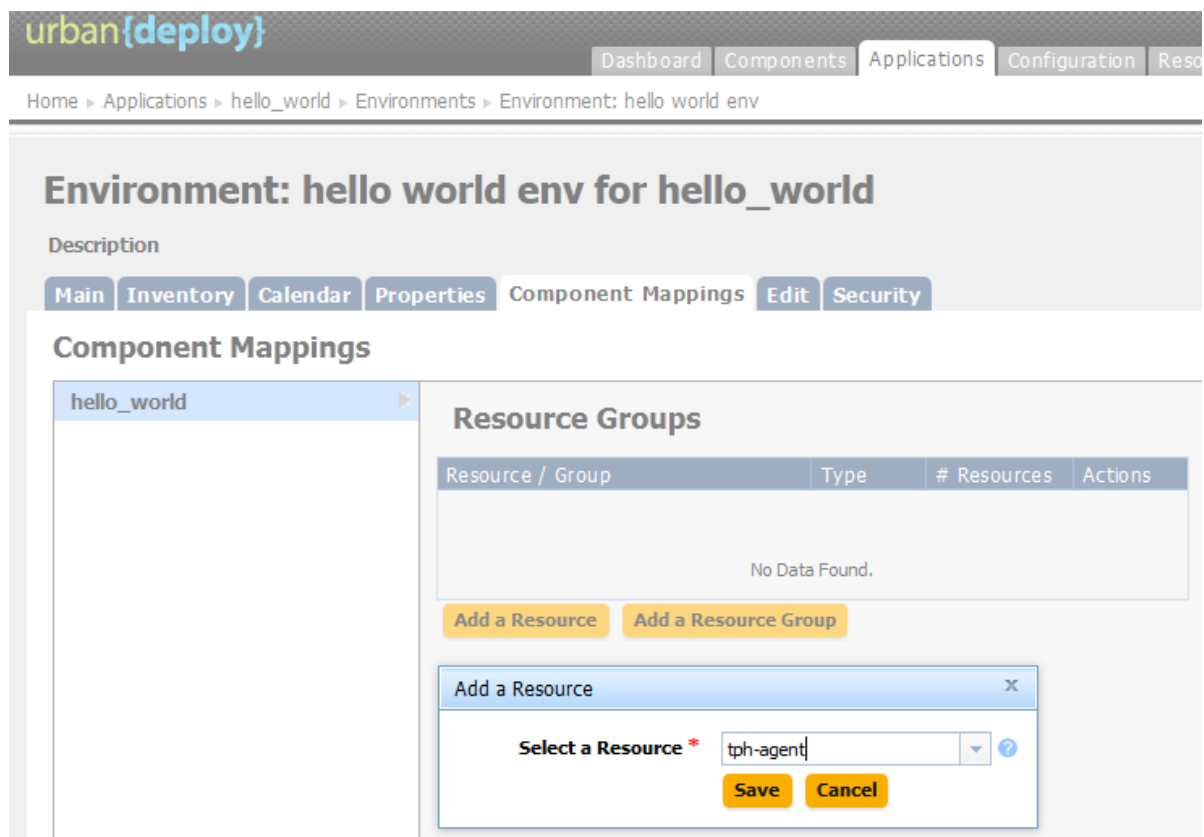 urban{deploy}
Dashboard Components Applications Configuration Reso
Home ▸ Applications ▸ hello_world ▸ Environments ▸ Environment: hello world env
Environment: hello world env for hello_world
Description
Main Inventory Calendar Properties Component Mappings Edit Security
Component Mappings
hello_world
Resource Groups
Resource / Group Type # Resources Actions
No Data Found.
Add a Resource Add a Resource Group
Add a Resource x
Select a Resource * tph-agent ?
Save Cancel